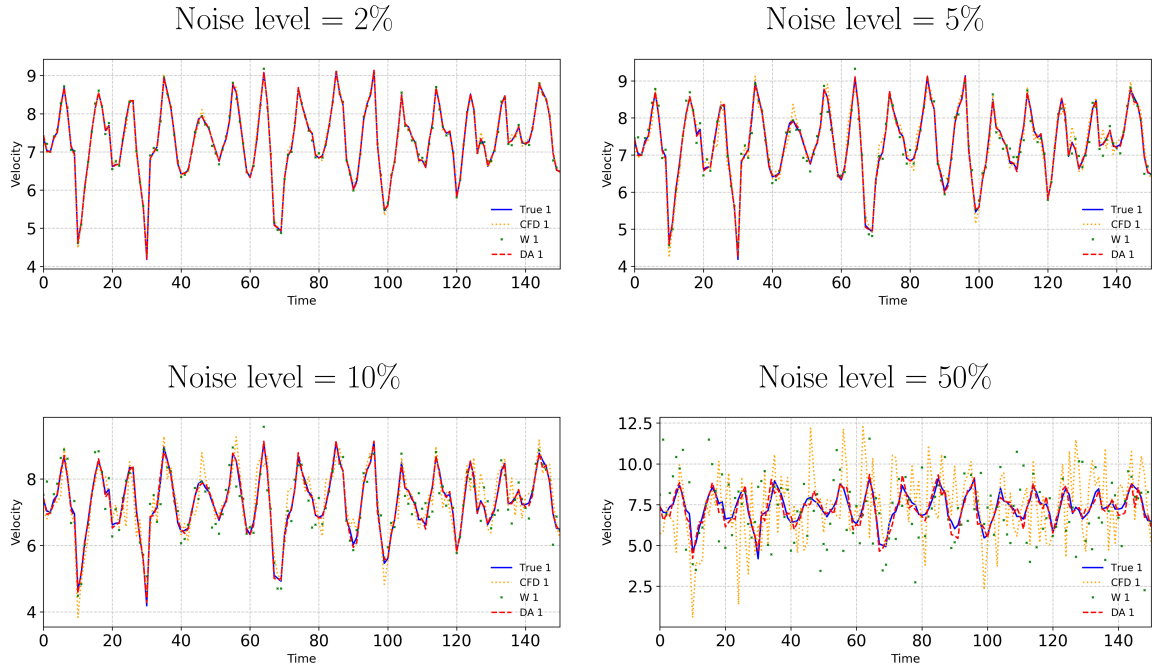 Noise level = 2%
Noise level = 5%
9
8
7
6
5
4
Velocity
0 20 40 60 80 100 120 140
Time
True 1
CFD 1
W 1
DA 1
9
8
7
6
5
4
Velocity
0 20 40 60 80 100 120 140
Time
True 1
CFD 1
W 1
DA 1
Noise level = 10%
Noise level = 50%
8
6
4
Velocity
0 20 40 60 80 100 120 140
Time
True 1
CFD 1
W 1
DA 1
12.5
10.0
7.5
5.0
2.5
Velocity
0 20 40 60 80 100 120 140
Time
True 1
CFD 1
W 1
DA 1